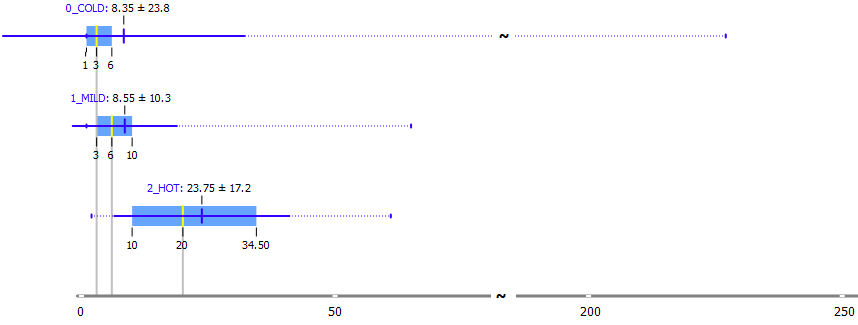 0_COLD: 8.35 ± 23.8
~
1 3 6
1_MILD: 8.55 ± 10.3
3 6 10
2_HOT: 23.75 ± 17.2
10 20 34.50
~
0 50 200 250